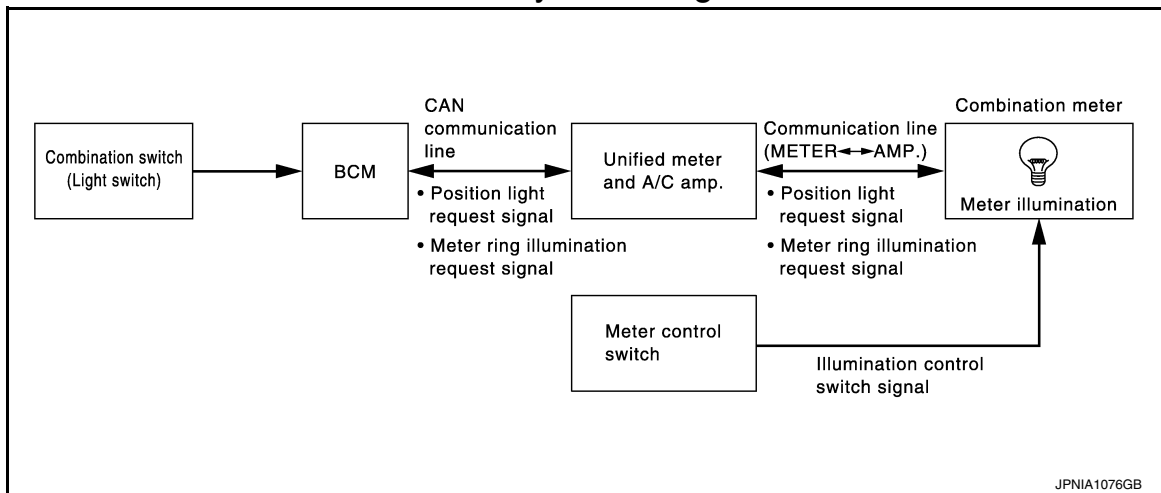 Combination switch
(Light switch)
BCM
CAN
communication
line
• Position light
request signal
• Meter ring illumination
request signal
Unified meter
and A/C amp.
Communication line
(METER↔AMP.)
• Position light
request signal
• Meter ring illumination
request signal
Combination meter
Meter illumination
Meter control
switch
Illumination control
switch signal
JPNIA1076GB